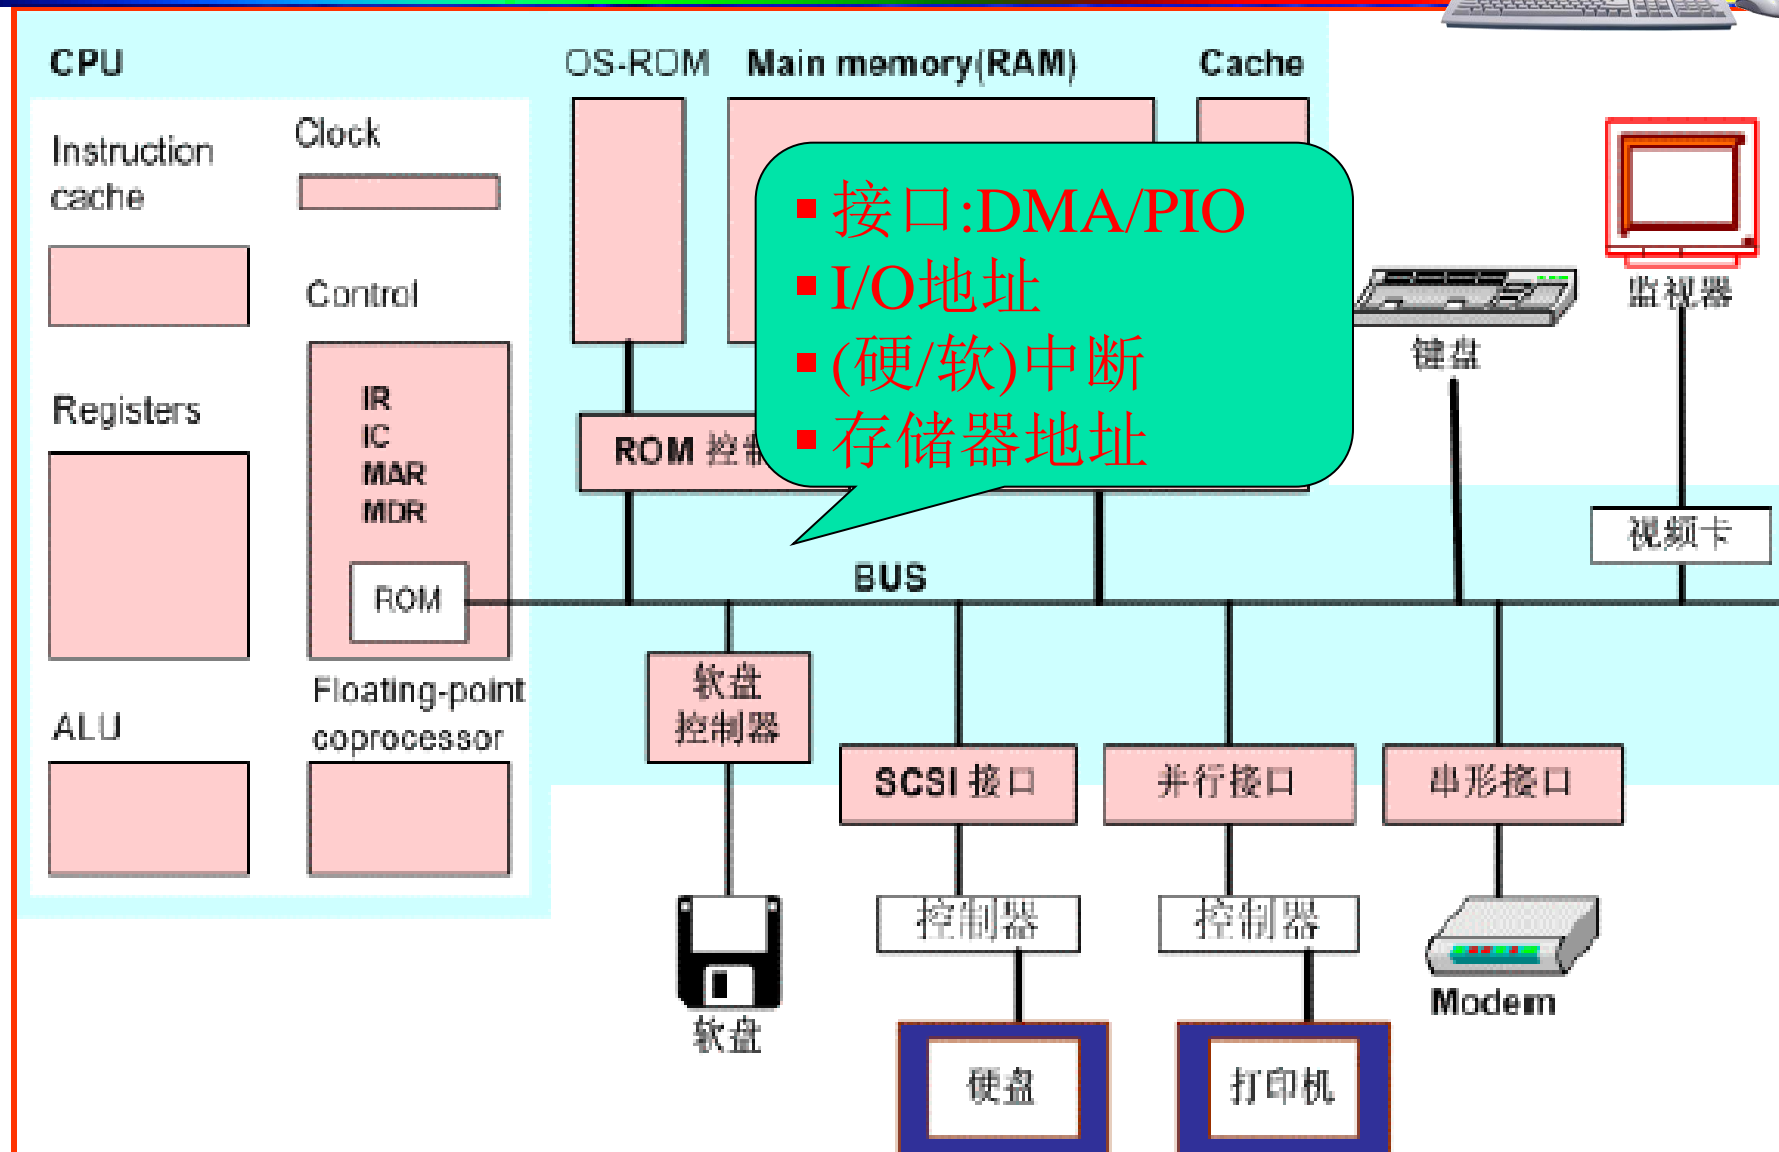 CPU
OS-ROM
Main memory(RAM)
Cache
Instruction
cache
Clock
Control
Registers
IR
IC
MAR
MDR
ROM
ALU
Floating-point
coprocessor
接口:DMA/PIO
I/O地址
(硬/软)中断
存储器地址
ROM 控
键盘
监视器
视频卡
BUS
软盘
控制器
SCSI 接口
并行接口
串形接口
控制器
控制器
Modem
软盘
硬盘
打印机